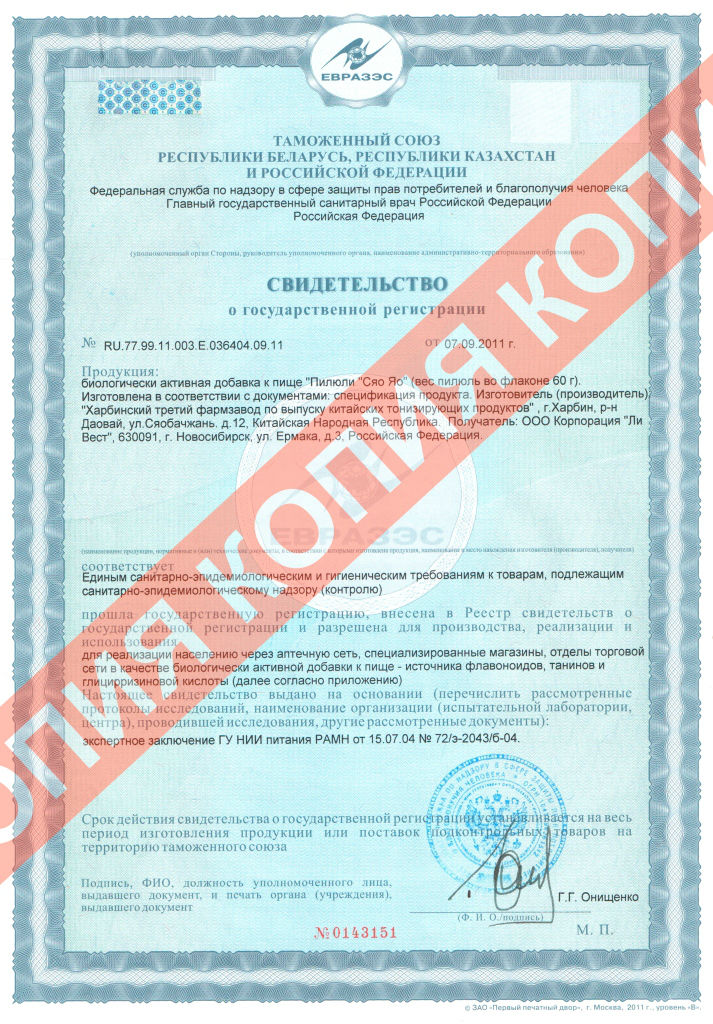 ЕВРАЗЭС
ТАМОЖЕННЫЙ СОЮЗ
РЕСПУБЛИКИ БЕЛАРУСЬ, РЕСПУБЛИКИ КАЗАХСТАН
И РОССИЙСКОЙ ФЕДЕРАЦИИ
Федеральная служба по надзору в сфере защиты прав потребителей и благополучия человека
Главный государственный санитарный врач Российской Федерации
Российская Федерация
(уполномоченный орган Стороны, руководитель уполномоченного органа, наименование административно-территориального образования)
СВИДЕТЕЛЬСТВО
о государственной регистрации
№ RU.77.99.11.003.Е.036404.09.11 от 07.09.2011 г.
Продукция:
биологически активная добавка к пище "Пилюли "Сяо Яо" (вес пилюль во флаконе 60 г).
Изготовлена в соответствии с документами: спецификация продукта. Изготовитель (производитель):
"Харбинский третий фармзавод по выпуску китайских тонизирующих продуктов" , г.Харбин, р-н
Даовай, ул.Сяобачжань. д.12, Китайская Народная Республика. Получатель: ООО Корпорация "Ли
Вест", 630091, г. Новосибирск, ул. Ермака, д.3, Российская Федерация.
ЕВРАЗЭС
(наименование продукции, нормативные и (или) технические документы, в соответствии с которыми изготовлена продукция, наименование и место нахождения изготовителя (производителя), получателя)
соответствует
Единым санитарно-эпидемиологическим и гигиеническим требованиям к товарам, подлежащим
санитарно-эпидемиологическому надзору (контролю)
прошла государственную регистрацию, внесена в Реестр свидетельств о
государственной регистрации и разрешена для производства, реализации и
использования
для реализации населению через аптечную сеть, специализированные магазины, отделы торговой
сети в качестве биологически активной добавки к пище - источника флавоноидов, танинов и
глицирризиновой кислоты (далее согласно приложению)
Настоящее свидетельство выдано на основании (перечислить рассмотренные
протоколы исследований, наименование организации (испытательной лаборатории,
центра), проводившей исследования, другие рассмотренные документы):
экспертное заключение ГУ НИИ питания РАМН от 15.07.04 № 72/э-2043/б-04.
Срок действия свидетельства о государственной регистрации устанавливается на весь
период изготовления продукции или поставок подконтрольных товаров на
территорию таможенного союза
Подпись, ФИО, должность уполномоченного лица,
выдавшего документ, и печать органа (учреждения),
выдавшего документ
Г.Г. Онищенко
(Ф. И. О./подпись)
М. П.
№0143151
© ЗАО «Первый печатный двор», г. Москва, 2011 г., уровень «В».
КОПИЯ КОПИЯ КОПИЯ